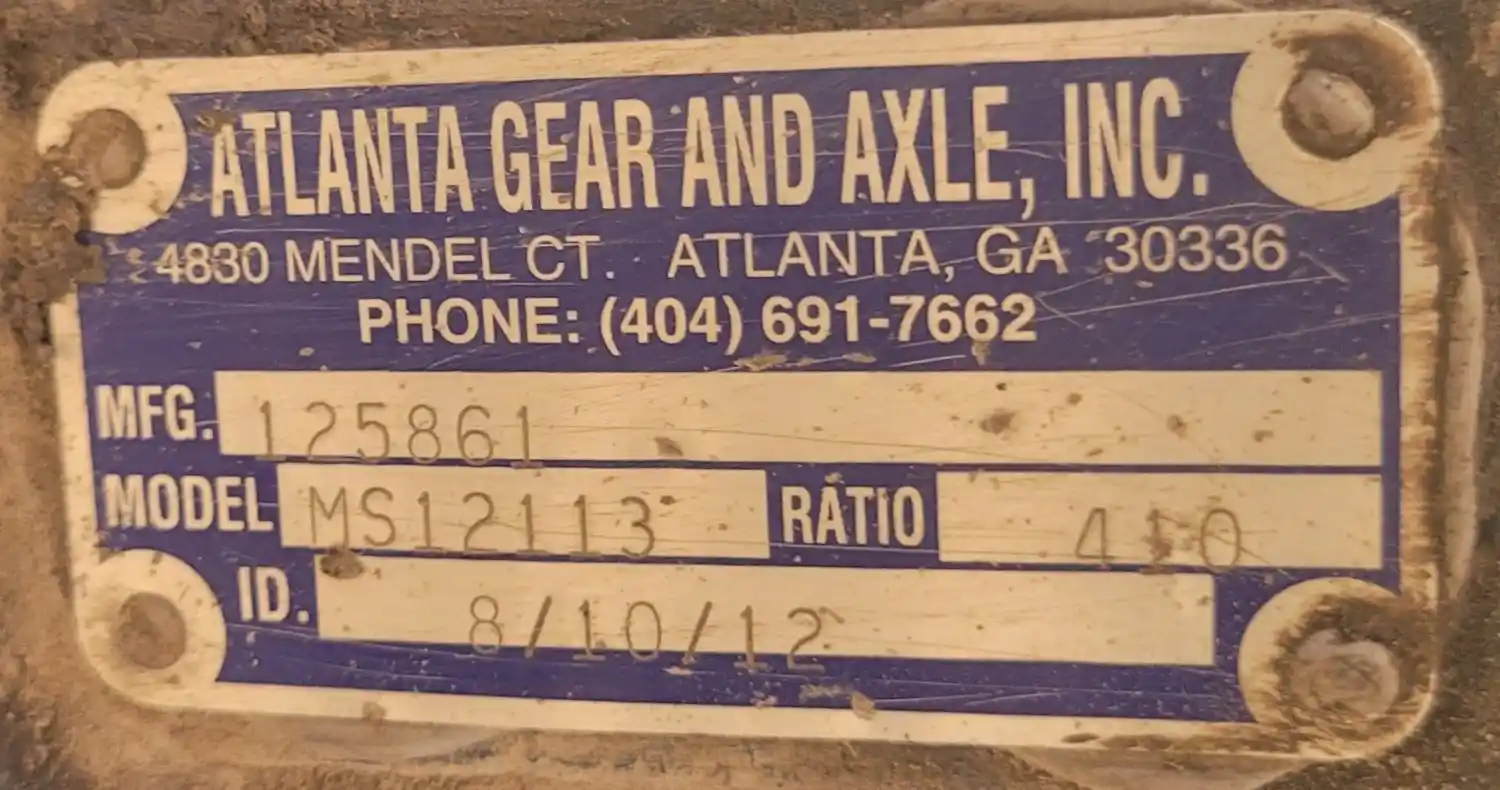 ATLANTA GEAR AND AXLE, INC.
4830 MENDEL CT. ATLANTA, GA 30336
PHONE: (404) 691-7662
MFG. 125861
MODEL MS12113 RATIO 410
ID. 8/10/12